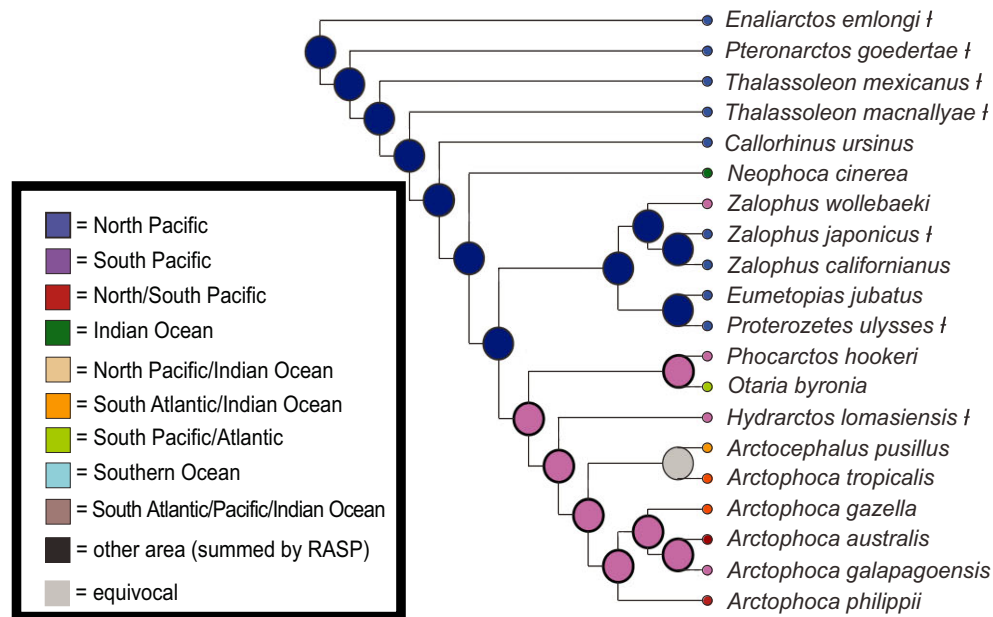 Enaliarctos emlongi ƚ
Pteronarctos goedertae ƚ
Thalassoleon mexicanus ƚ
Thalassoleon macnallyae ƚ
Callorhinus ursinus
Neophoca cinerea
Zalophus wollebaeki
Zalophus japonicus ƚ
Zalophus californianus
Eumetopias jubatus
Proterozetes ulysses ƚ
Phocarctos hookeri
Otaria byronia
Hydrarctos lomasiensis ƚ
Arctocephalus pusillus
Arctophoca tropicalis
Arctophoca gazella
Arctophoca australis
Arctophoca galapagoensis
Arctophoca philippii
= North Pacific
= South Pacific
= North/South Pacific
= Indian Ocean
= North Pacific/Indian Ocean
= South Atlantic/Indian Ocean
= South Pacific/Atlantic
= Southern Ocean
= South Atlantic/Pacific/Indian Ocean
= other area (summed by RASP)
= equivocal